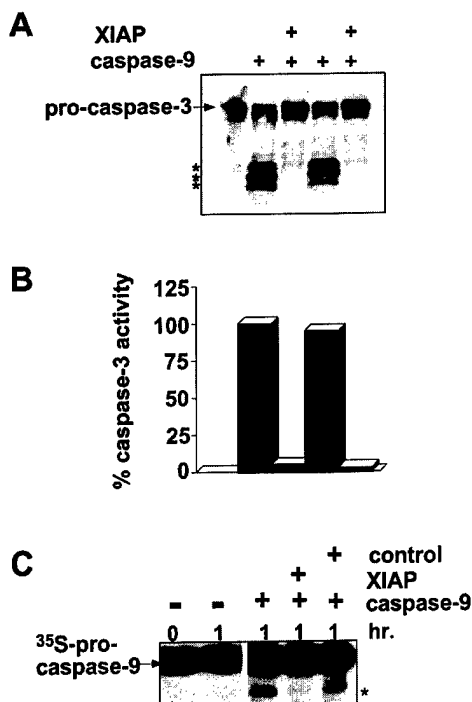 A
XIAP + +
caspase-9 + + + +
pro-caspase-3
*
*
*
B
% caspase-3 activity
125
100
75
50
25
0
C
+ control
+ XIAP
- - + + + caspase-9
0 1 1 1 1 hr.
35S-pro-
caspase-9
*